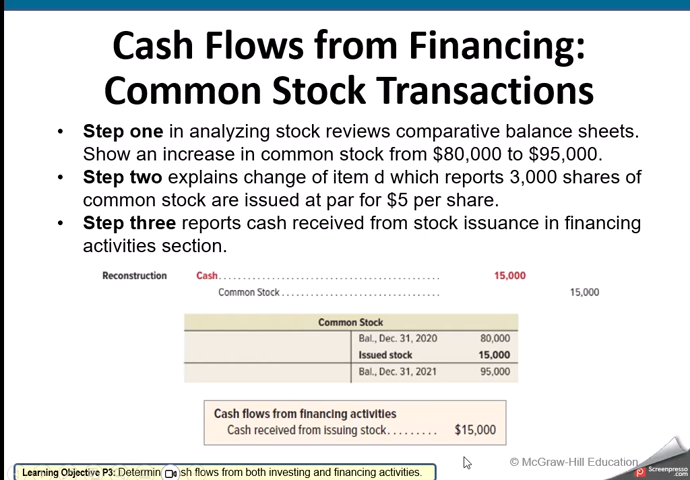 Cash Flows from Financing:
Common Stock Transactions
• Step one in analyzing stock reviews comparative balance sheets.
Show an increase in common stock from $80,000 to $95,000.
• Step two explains change of item d which reports 3,000 shares of
common stock are issued at par for $5 per share.
• Step three reports cash received from stock issuance in financing
activities section.
Reconstruction Cash........................................ 15,000
Common Stock................................. 15,000
Common Stock
Bal., Dec. 31, 2020 80,000
Issued stock 15,000
Bal., Dec. 31, 2021 95,000
Cash flows from financing activities
Cash received from issuing stock......... $15,000
© McGraw-Hill Education
Learning Objective P3: Determin sh flows from both investing and financing activities.
Screenpresso
.com